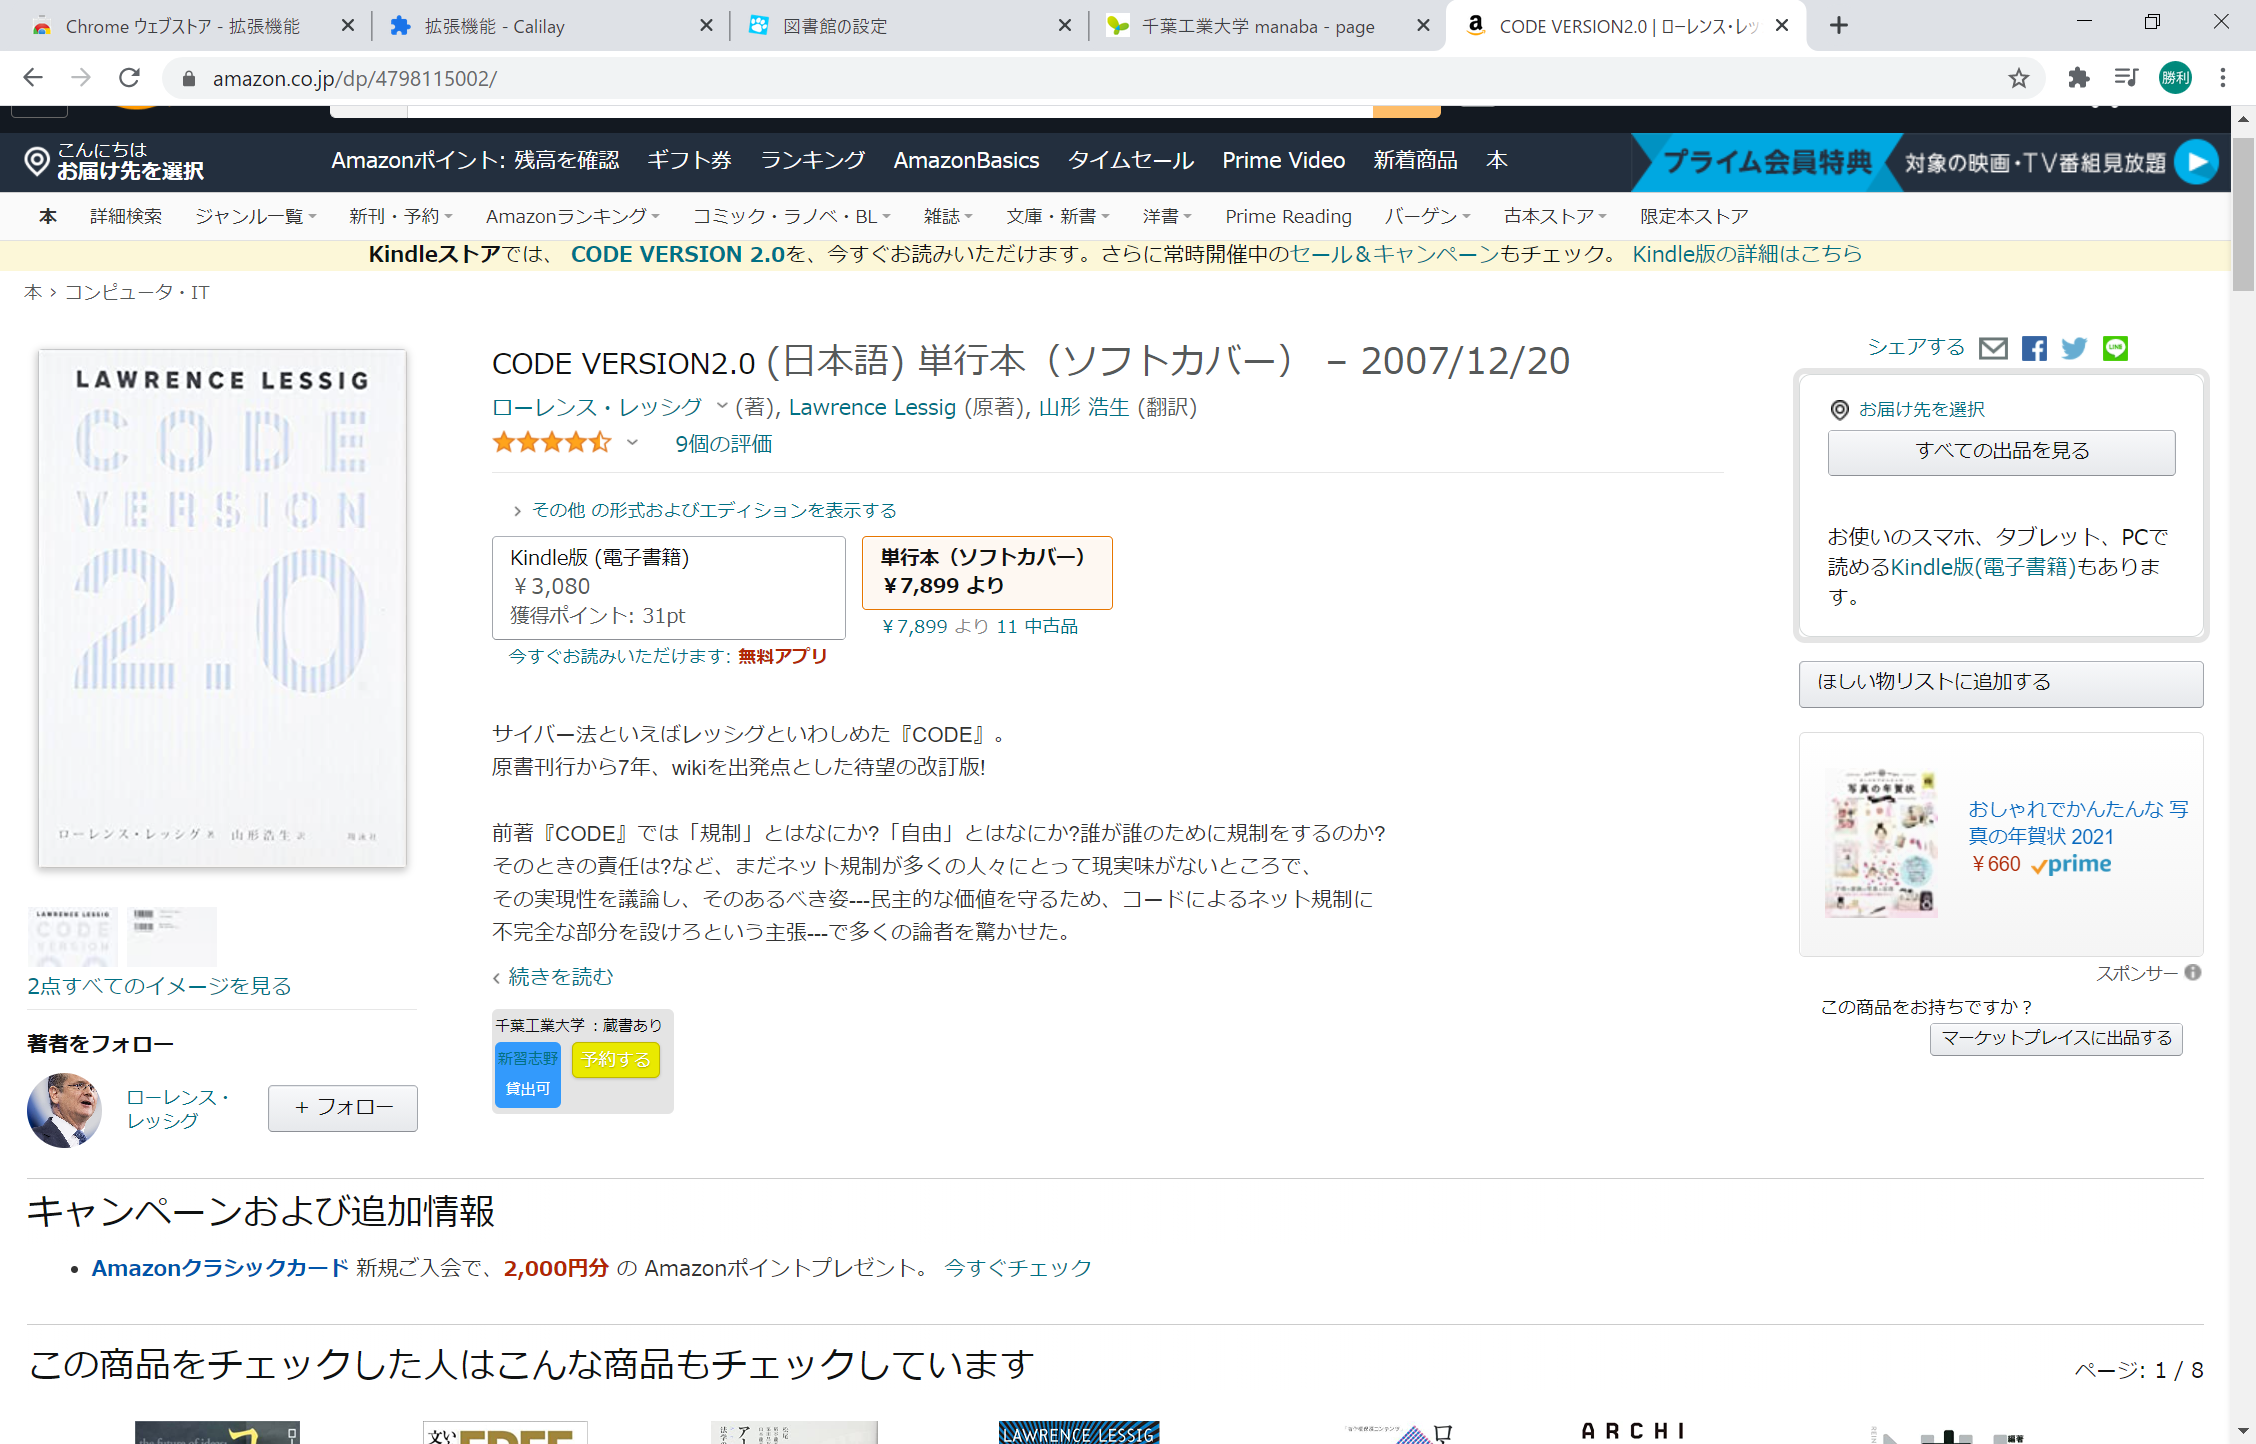 Chrome ウェブストア - 拡張機能
拡張機能 - Calilay
図書館の設定
千葉工業大学 manaba - page
CODE VERSION2.0 | ローレンス・レッ
amazon.co.jp/dp/4798115002/
勝利
こんにちは
お届け先を選択
Amazonポイント: 残高を確認
ギフト券
ランキング
AmazonBasics
タイムセール
Prime Video
新着商品
本
プライム会員特典
対象の映画・TV番組見放題
本
詳細検索
ジャンル一覧
新刊・予約
Amazonランキング
コミック・ラノベ・BL
雑誌
文庫・新書
洋書
Prime Reading
バーゲン
古本ストア
限定本ストア
Kindleストアでは、 CODE VERSION 2.0を、今すぐお読みいただけます。さらに常時開催中のセール＆キャンペーンもチェック。 Kindle版の詳細はこちら
本 › コンピュータ・IT
LAWRENCE LESSIG
CODE
VERSION
2.0
ローレンス・レッシグ 著 山形浩生 訳
翔泳社
LAWRENCE LESSIG
CODE
VERSION
2点すべてのイメージを見る
著者をフォロー
ローレンス・
レッシグ
+ フォロー
CODE VERSION2.0 (日本語) 単行本（ソフトカバー） – 2007/12/20
ローレンス・レッシグ (著), Lawrence Lessig (原著), 山形 浩生 (翻訳)
9個の評価
› その他 の形式およびエディションを表示する
Kindle版 (電子書籍)
￥3,080
獲得ポイント: 31pt
今すぐお読みいただけます: 無料アプリ
単行本（ソフトカバー）
￥7,899 より
￥7,899 より 11 中古品
サイバー法といえばレッシグといわしめた『CODE』。
原書刊行から7年、wikiを出発点とした待望の改訂版!
前著『CODE』では「規制」とはなにか?「自由」とはなにか?誰が誰のために規制をするのか?
そのときの責任は?など、まだネット規制が多くの人々にとって現実味がないところで、
その実現性を議論し、そのあるべき姿---民主的な価値を守るため、コードによるネット規制に
不完全な部分を設けろという主張---で多くの論者を驚かせた。
‹ 続きを読む
千葉工業大学 : 蔵書あり
新習志野
貸出可
予約する
シェアする
LINE
お届け先を選択
すべての出品を見る
お使いのスマホ、タブレット、PCで
読めるKindle版(電子書籍)もありま
す。
ほしい物リストに追加する
写真の年賀状
おしゃれでかんたんな 写
真の年賀状 2021
￥660 prime
スポンサー
この商品をお持ちですか？
マーケットプレイスに出品する
キャンペーンおよび追加情報
• Amazonクラシックカード 新規ご入会で、2,000円分 の Amazonポイントプレゼント。 今すぐチェック
この商品をチェックした人はこんな商品もチェックしています
ページ: 1 / 8
the future of ideas
FREE
LAWRENCE LESSIG
ARCHI
編著